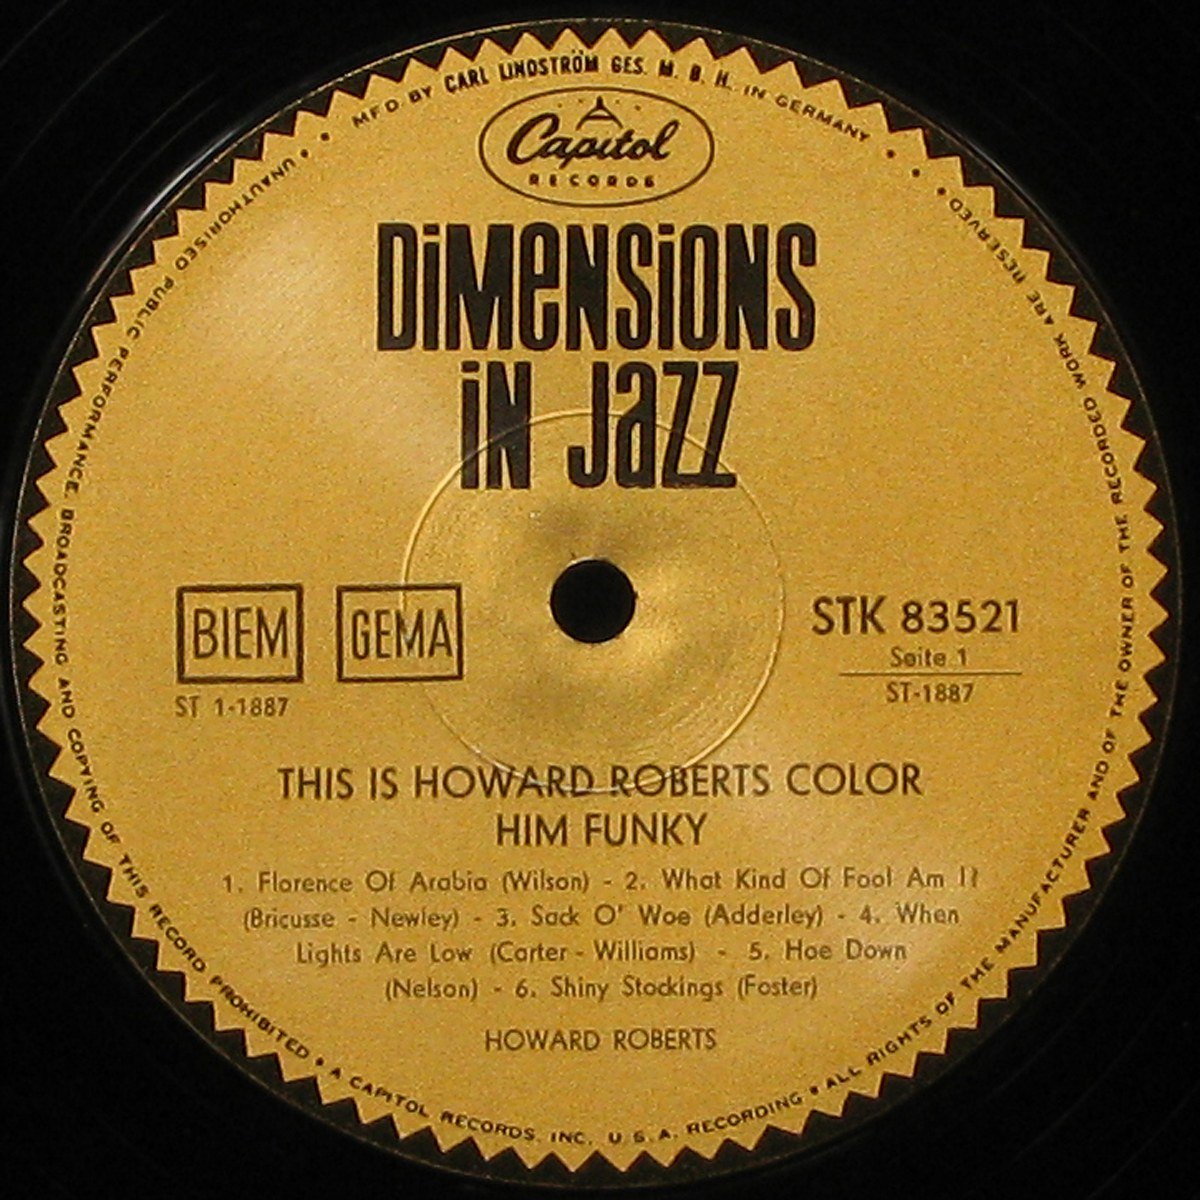 MFD. BY CARL LINDSTRÖM GES. M. B. H. IN GERMANY
Capitol
RECORDS
DiMeNSiONS
iN JaZZ
BIEM GEMA
ST 1-1887
STK 83521
Seite 1
ST-1887
THIS IS HOWARD ROBERTS COLOR
HIM FUNKY
1. Florence Of Arabia (Wilson) - 2. What Kind Of Fool Am I?
(Bricusse - Newley) - 3. Sack O' Woe (Adderley) - 4. When
Lights Are Low (Carter - Williams) - 5. Hoe Down
(Nelson) - 6. Shiny Stockings (Foster)
HOWARD ROBERTS
UNAUTHORISED PUBLIC PERFORMANCE, BROADCASTING AND COPYING OF THIS RECORD PROHIBITED • A CAPITOL RECORDS, INC., U.S.A. RECORDING • ALL RIGHTS OF THE MANUFACTURER AND OF THE OWNER OF THE RECORDED WORK ARE RESERVED